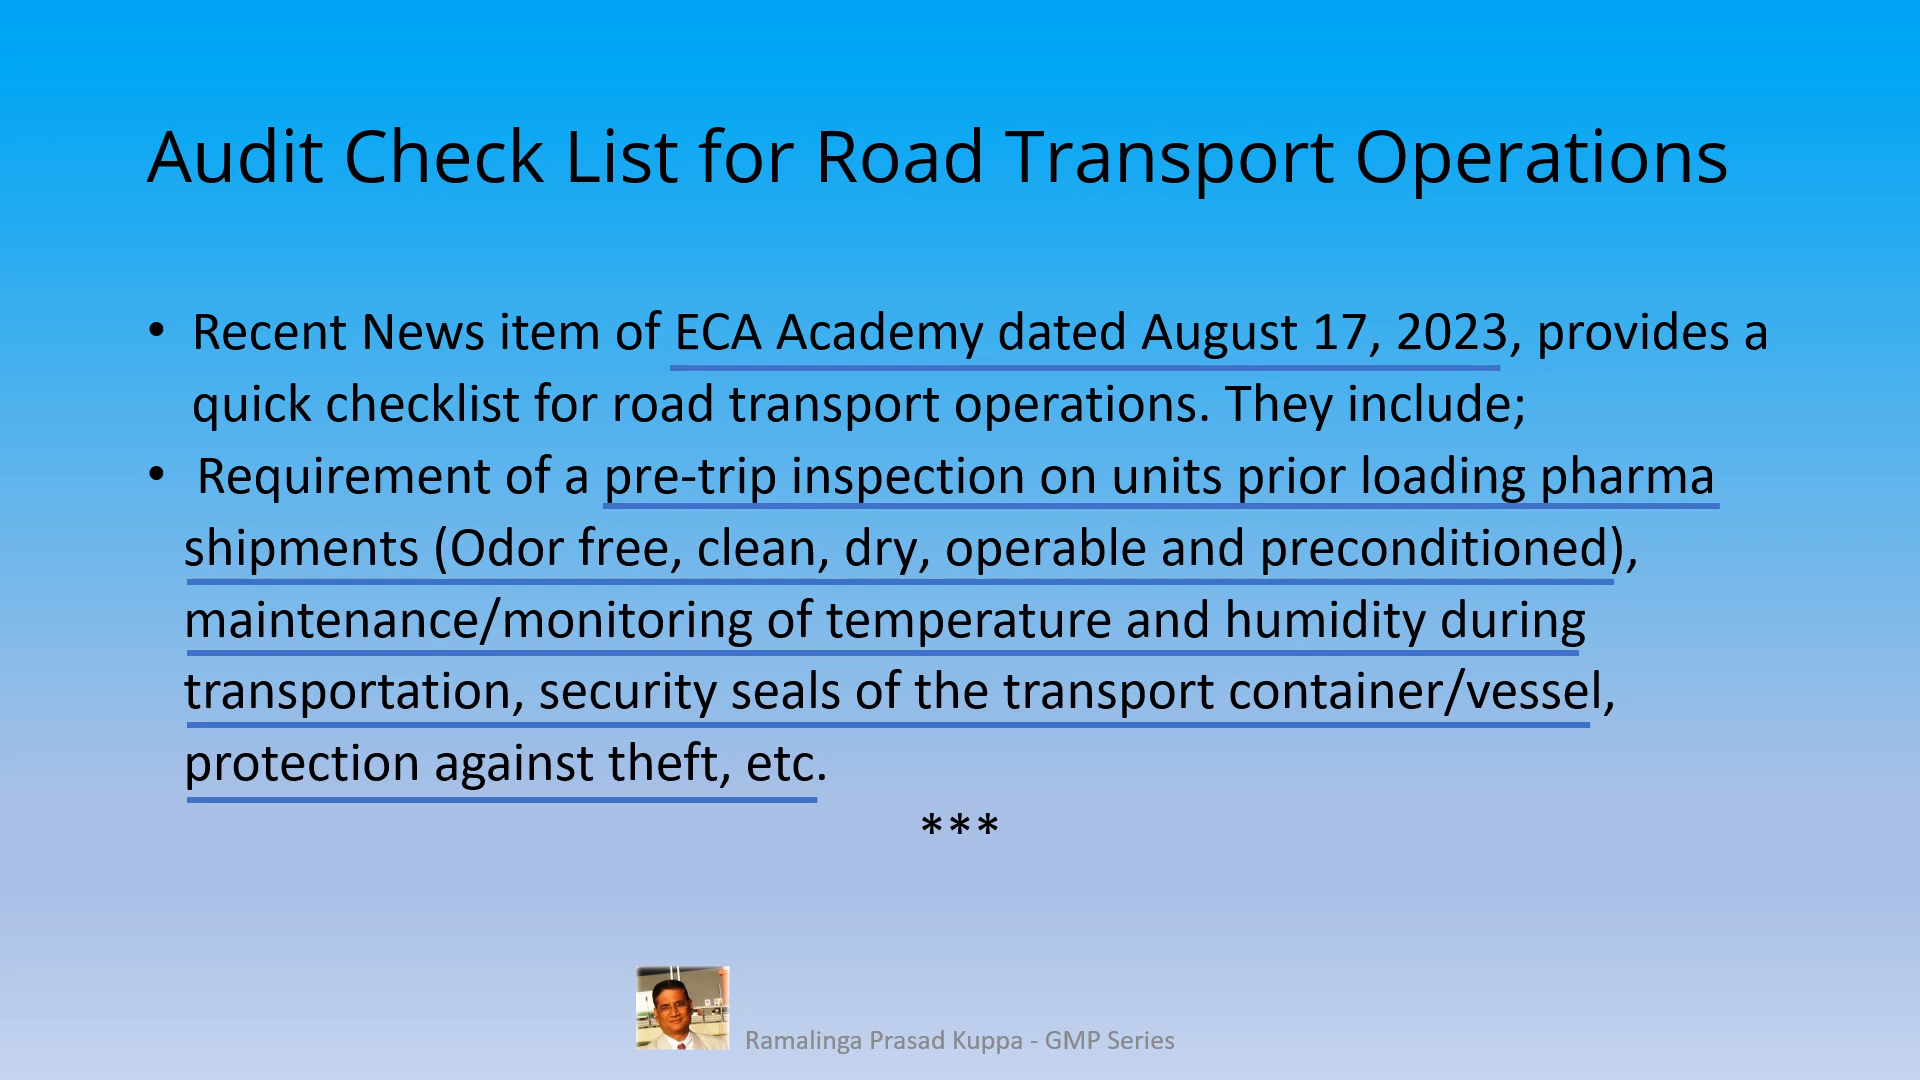 Audit Check List for Road Transport Operations
• Recent News item of ECA Academy dated August 17, 2023, provides a
quick checklist for road transport operations. They include;
• Requirement of a pre-trip inspection on units prior loading pharma
shipments (Odor free, clean, dry, operable and preconditioned),
maintenance/monitoring of temperature and humidity during
transportation, security seals of the transport container/vessel,
protection against theft, etc.
***
Ramalinga Prasad Kuppa - GMP Series